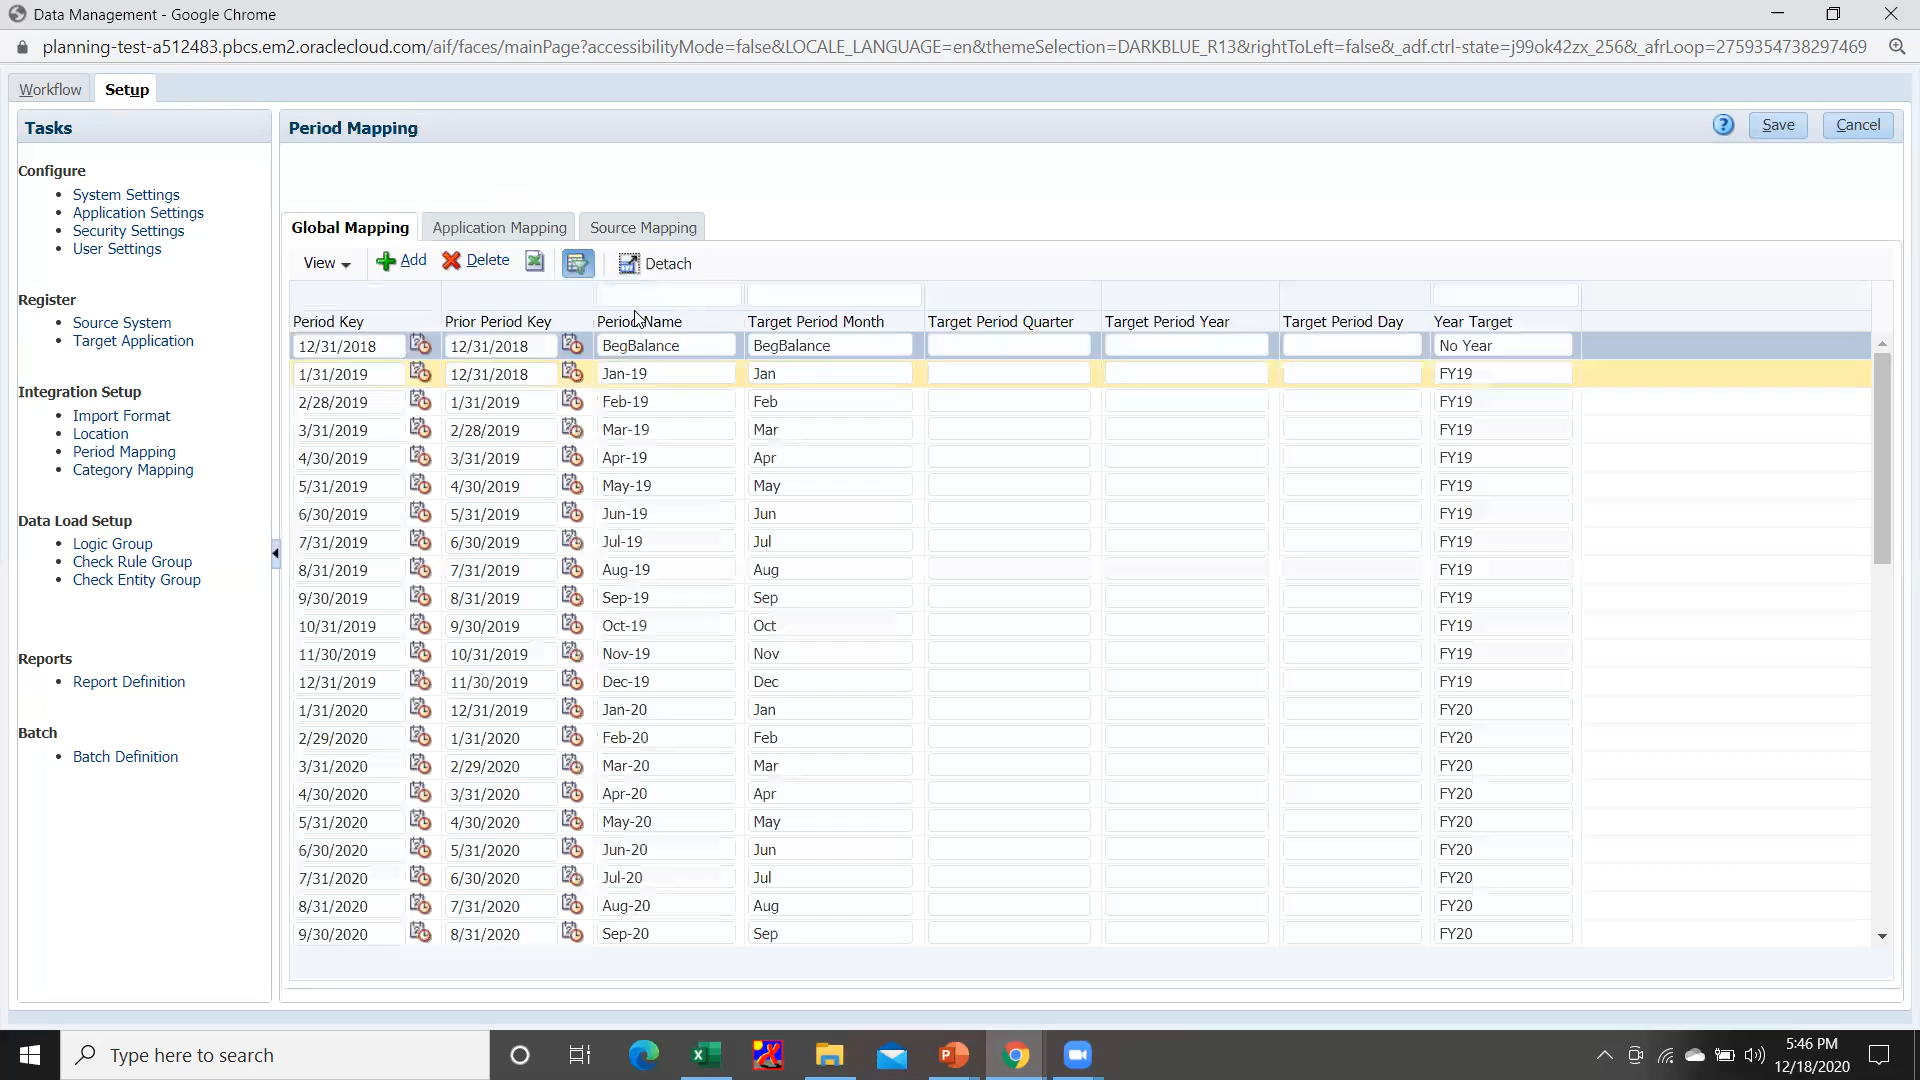 Data Management - Google Chrome
planning-test-a512483.pbcs.em2.oraclecloud.com/aif/faces/mainPage?accessibilityMode=false&LOCALE_LANGUAGE=en&themeSelection=DARKBLUE_R13&rightToLeft=false&_adf.ctrl-state=j99ok42zx_256&_afrLoop=2759354738297469
Workflow Setup
Tasks
Configure
• System Settings
• Application Settings
• Security Settings
• User Settings
Register
• Source System
• Target Application
Integration Setup
• Import Format
• Location
• Period Mapping
• Category Mapping
Data Load Setup
• Logic Group
• Check Rule Group
• Check Entity Group
Reports
• Report Definition
Batch
• Batch Definition
Period Mapping ? Save Cancel
Global Mapping Application Mapping Source Mapping
View Add Delete Detach
Period Key Prior Period Key Period Name Target Period Month Target Period Quarter Target Period Year Target Period Day Year Target
12/31/2018 12/31/2018 BegBalance BegBalance No Year
1/31/2019 12/31/2018 Jan-19 Jan FY19
2/28/2019 1/31/2019 Feb-19 Feb FY19
3/31/2019 2/28/2019 Mar-19 Mar FY19
4/30/2019 3/31/2019 Apr-19 Apr FY19
5/31/2019 4/30/2019 May-19 May FY19
6/30/2019 5/31/2019 Jun-19 Jun FY19
7/31/2019 6/30/2019 Jul-19 Jul FY19
8/31/2019 7/31/2019 Aug-19 Aug FY19
9/30/2019 8/31/2019 Sep-19 Sep FY19
10/31/2019 9/30/2019 Oct-19 Oct FY19
11/30/2019 10/31/2019 Nov-19 Nov FY19
12/31/2019 11/30/2019 Dec-19 Dec FY19
1/31/2020 12/31/2019 Jan-20 Jan FY20
2/29/2020 1/31/2020 Feb-20 Feb FY20
3/31/2020 2/29/2020 Mar-20 Mar FY20
4/30/2020 3/31/2020 Apr-20 Apr FY20
5/31/2020 4/30/2020 May-20 May FY20
6/30/2020 5/31/2020 Jun-20 Jun FY20
7/31/2020 6/30/2020 Jul-20 Jul FY20
8/31/2020 7/31/2020 Aug-20 Aug FY20
9/30/2020 8/31/2020 Sep-20 Sep FY20
Type here to search
5:46 PM
12/18/2020